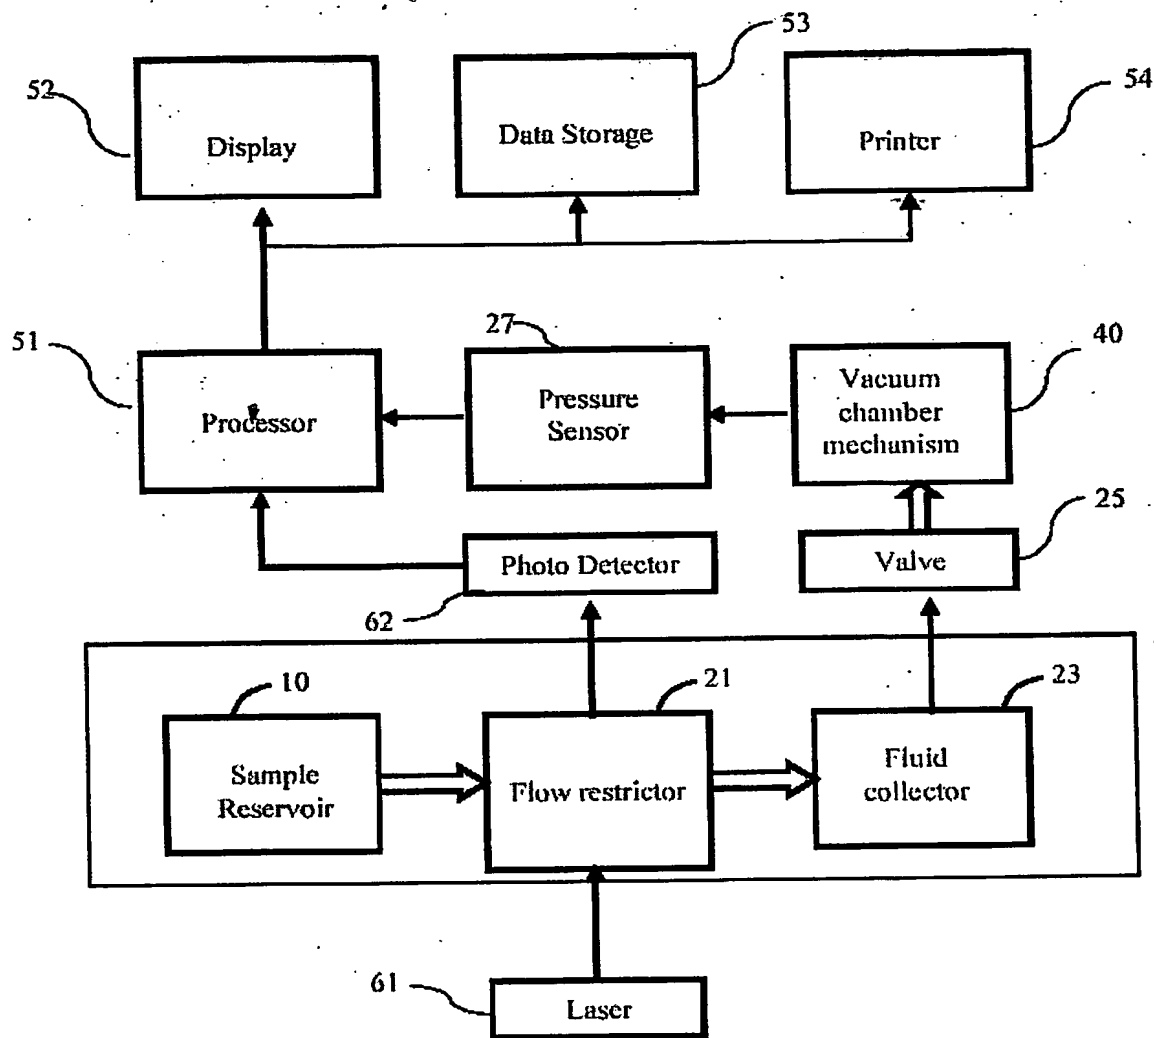 53
52
54
Display
Data Storage
Printer
51
27
40
Processor
Pressure
Sensor
Vacuum
chamber
mechanism
25
Photo Detector
Valve
62
10
21
23
Sample
Reservoir
Flow restrictor
Fluid
collector
61
Laser